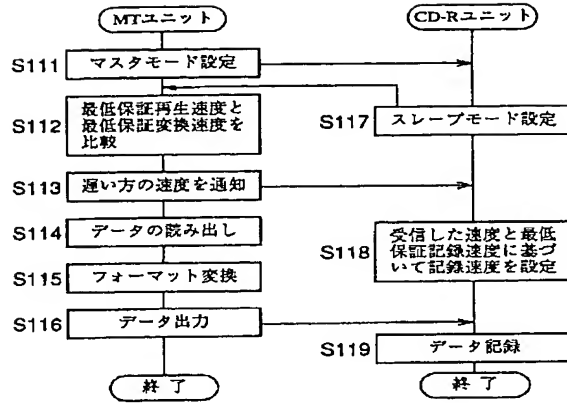 MTユニット
CD-Rユニット
S111
マスタモード設定
S112
最低保証再生速度と
最低保証変換速度を
比較
S117
スレーブモード設定
S113
遅い方の速度を通知
S114
データの読み出し
S118
受信した速度と最低
保証記録速度に基づ
いて記録速度を設定
S115
フォーマット変換
S116
データ出力
S119
データ記録
終了
終了